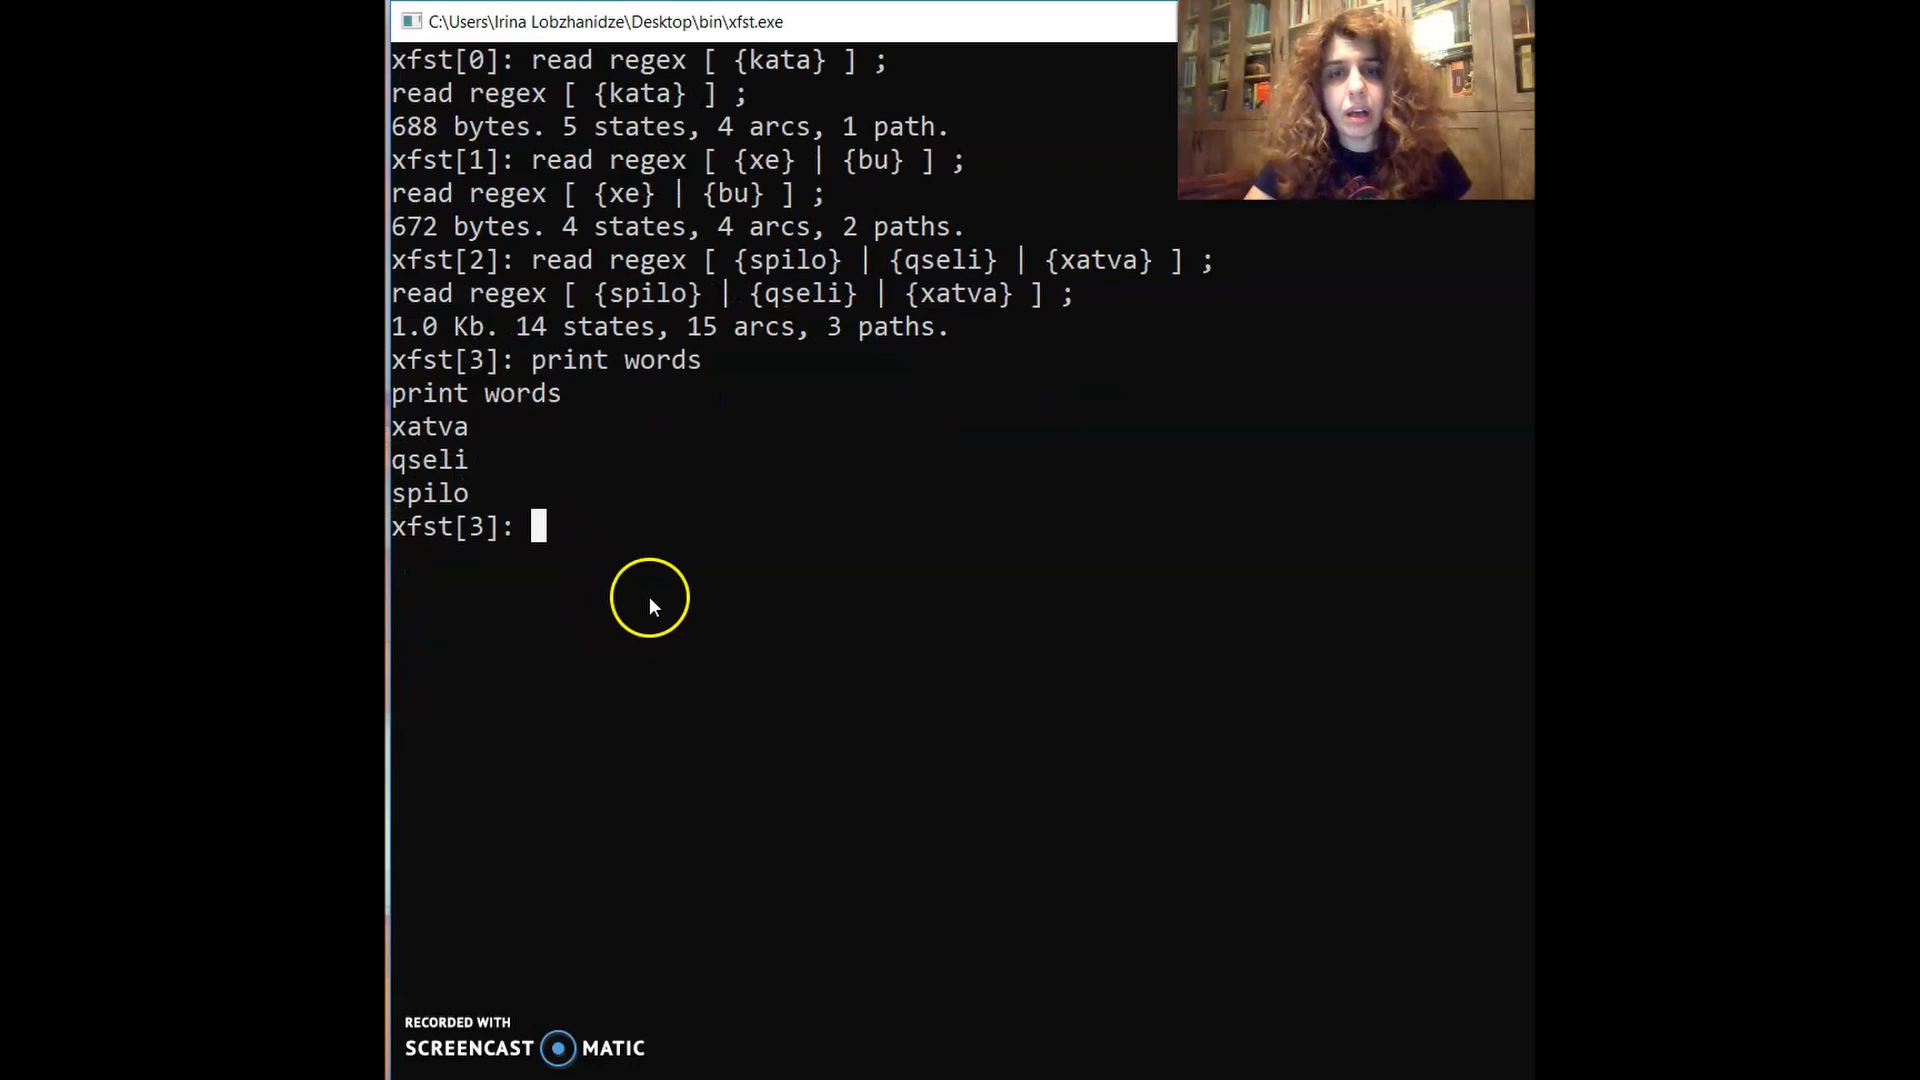 C:\Users\Irina Lobzhanidze\Desktop\bin\xfst.exe
xfst[0]: read regex [ {kata} ] ;
read regex [ {kata} ] ;
688 bytes. 5 states, 4 arcs, 1 path.
xfst[1]: read regex [ {xe} | {bu} ] ;
read regex [ {xe} | {bu} ] ;
672 bytes. 4 states, 4 arcs, 2 paths.
xfst[2]: read regex [ {spilo} | {qseli} | {xatva} ] ;
read regex [ {spilo} | {qseli} | {xatva} ] ;
1.0 Kb. 14 states, 15 arcs, 3 paths.
xfst[3]: print words
print words
xatva
qseli
spilo
xfst[3]:
RECORDED WITH
SCREENCAST MATIC